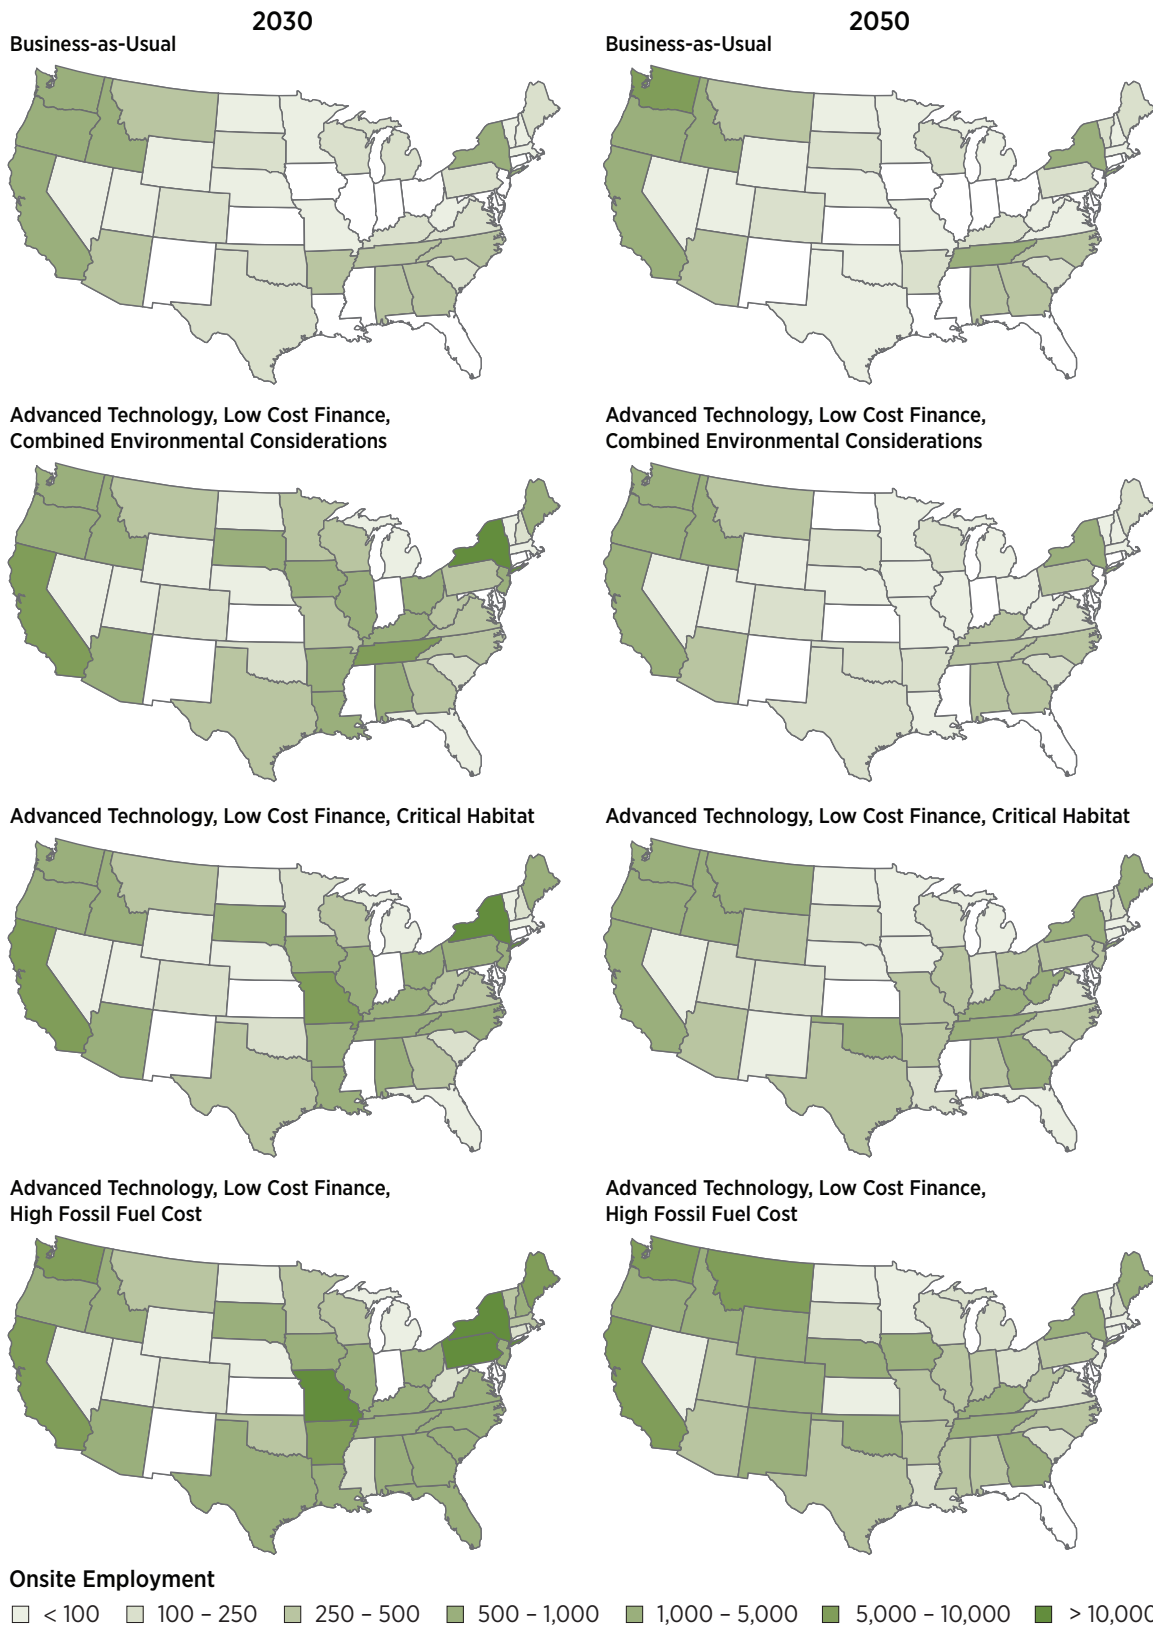 2030
2050
Business-as-Usual
Business-as-Usual
Advanced Technology, Low Cost Finance,
Combined Environmental Considerations
Advanced Technology, Low Cost Finance,
Combined Environmental Considerations
Advanced Technology, Low Cost Finance, Critical Habitat
Advanced Technology, Low Cost Finance, Critical Habitat
Advanced Technology, Low Cost Finance,
High Fossil Fuel Cost
Advanced Technology, Low Cost Finance,
High Fossil Fuel Cost
Onsite Employment
< 100 100 – 250 250 – 500 500 – 1,000 1,000 – 5,000 5,000 – 10,000 > 10,000